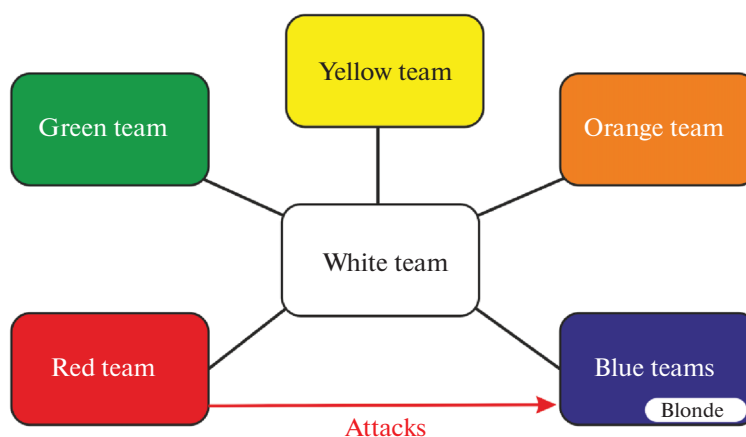 Yellow team
Green team
Orange team
White team
Red team
Blue teams
Blonde
Attacks